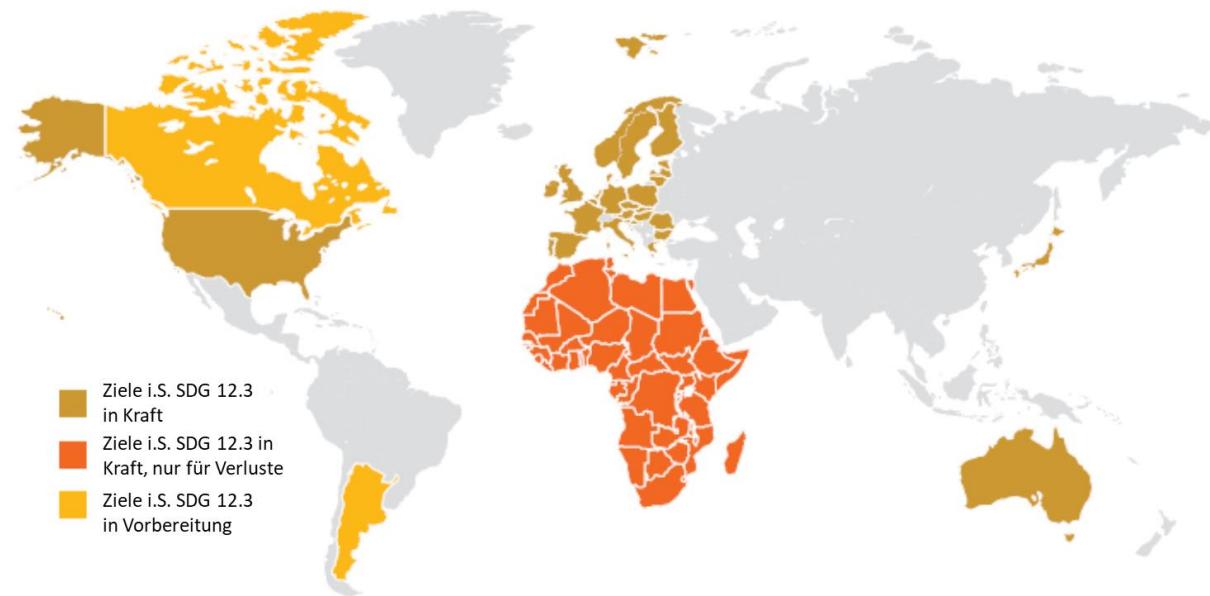 Ziele i.S. SDG 12.3
in Kraft
Ziele i.S. SDG 12.3 in
Kraft, nur für Verluste
Ziele i.S. SDG 12.3
in Vorbereitung